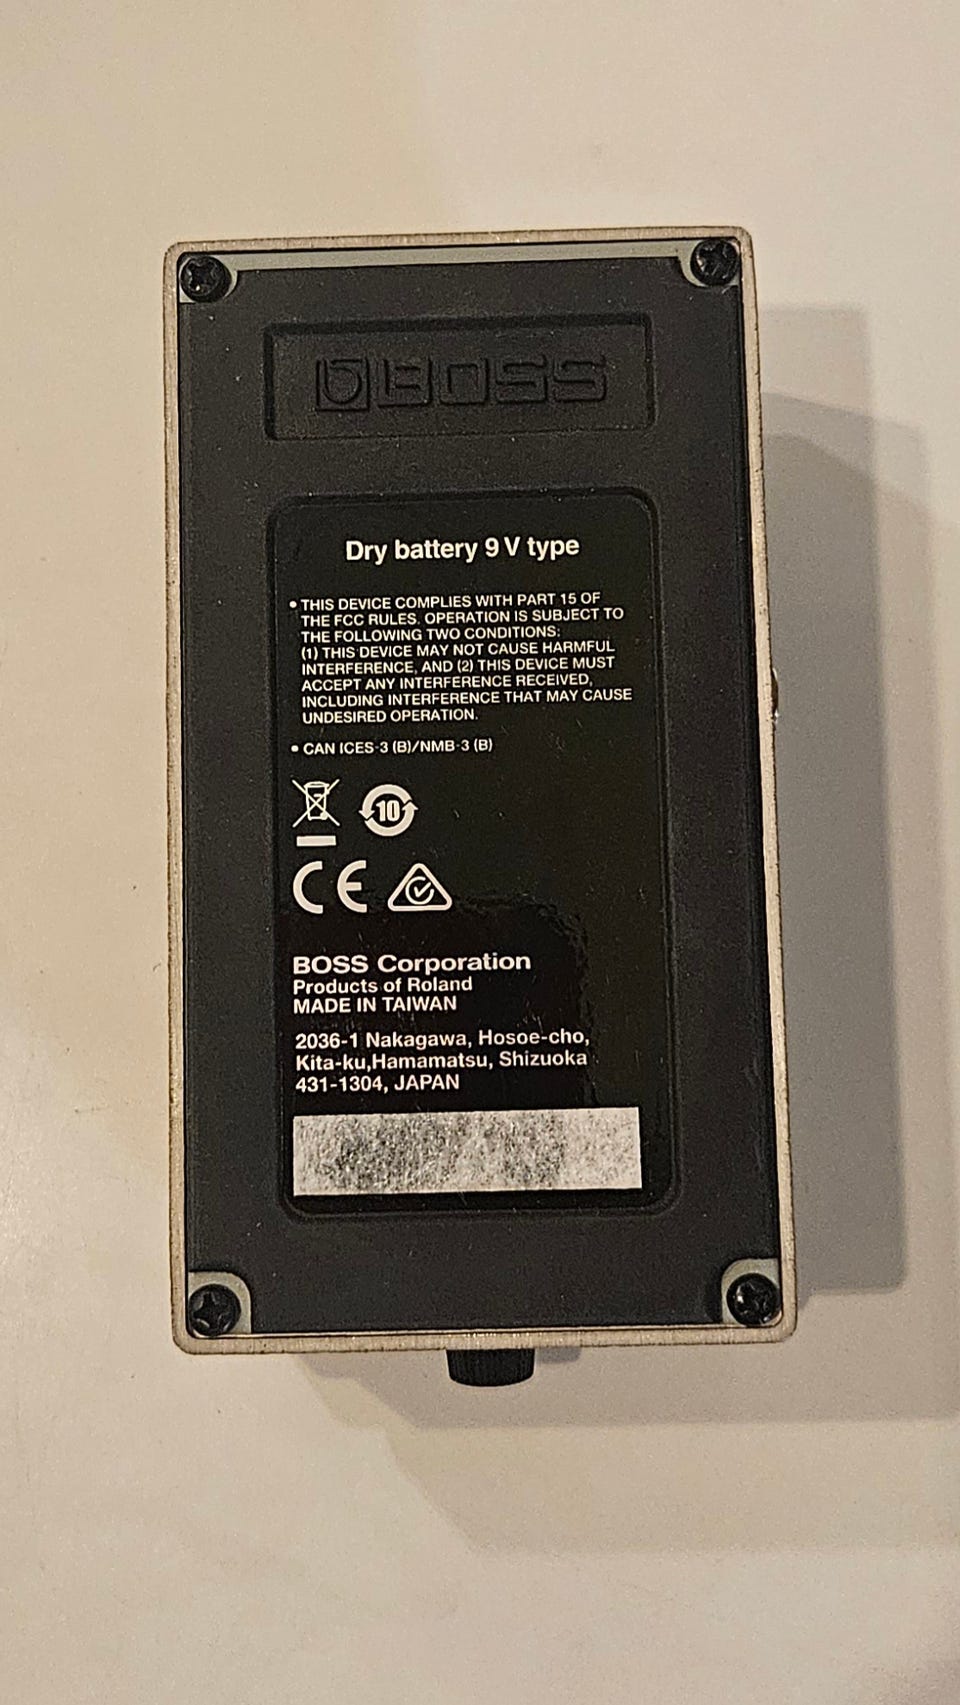 BOSS
Dry battery 9 V type
• THIS DEVICE COMPLIES WITH PART 15 OF
THE FCC RULES. OPERATION IS SUBJECT TO
THE FOLLOWING TWO CONDITIONS:
(1) THIS DEVICE MAY NOT CAUSE HARMFUL
INTERFERENCE, AND (2) THIS DEVICE MUST
ACCEPT ANY INTERFERENCE RECEIVED,
INCLUDING INTERFERENCE THAT MAY CAUSE
UNDESIRED OPERATION.
• CAN ICES-3 (B)/NMB-3 (B)
10
CE
BOSS Corporation
Products of Roland
MADE IN TAIWAN
2036-1 Nakagawa, Hosoe-cho,
Kita-ku,Hamamatsu, Shizuoka
431-1304, JAPAN